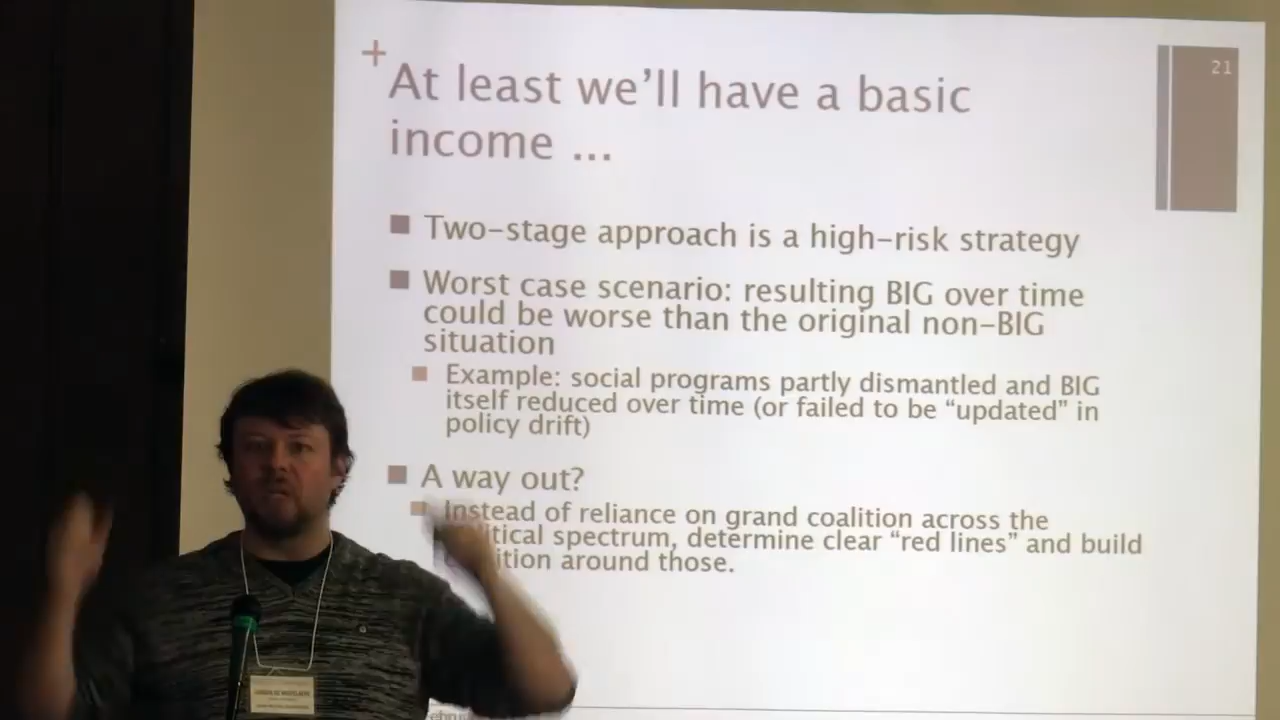 21
+
At least we'll have a basic
income ...
Two-stage approach is a high-risk strategy
Worst case scenario: resulting BIG over time
could be worse than the original non-BIG
situation
Example: social programs partly dismantled and BIG
itself reduced over time (or failed to be “updated” in
policy drift)
A way out?
Instead of reliance on grand coalition across the
spectrum, determine clear “red lines” and build
around those.